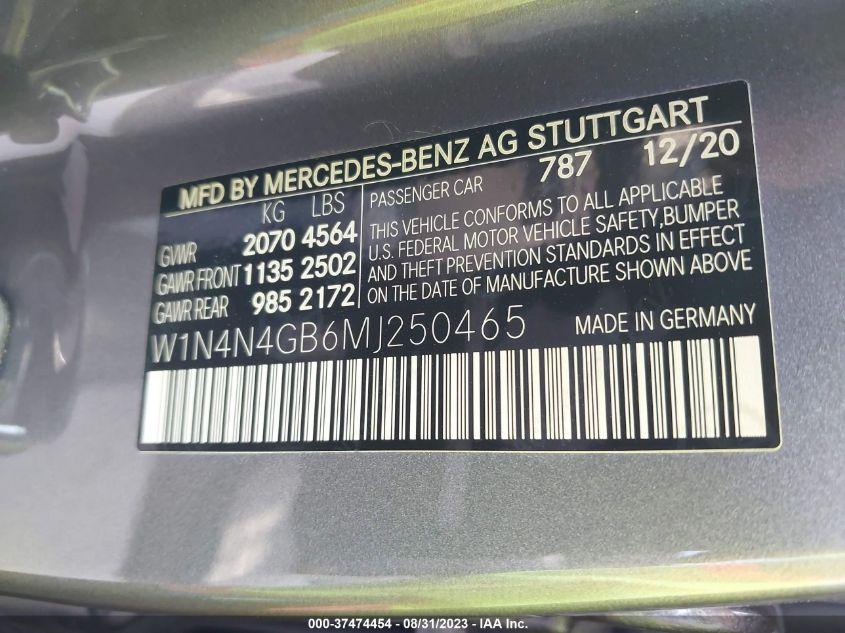 MFD BY MERCEDES-BENZ AG STUTTGART
KG LBS
GVWR 2070 4564
GAWR FRONT 1135 2502
GAWR REAR 985 2172
PASSENGER CAR 787 12/20
THIS VEHICLE CONFORMS TO ALL APPLICABLE
U.S. FEDERAL MOTOR VEHICLE SAFETY,BUMPER
AND THEFT PREVENTION STANDARDS IN EFFECT
ON THE DATE OF MANUFACTURE SHOWN ABOVE
W1N4N4GB6MJ250465 MADE IN GERMANY
000-37474454 - 08/31/2023 - IAA Inc.